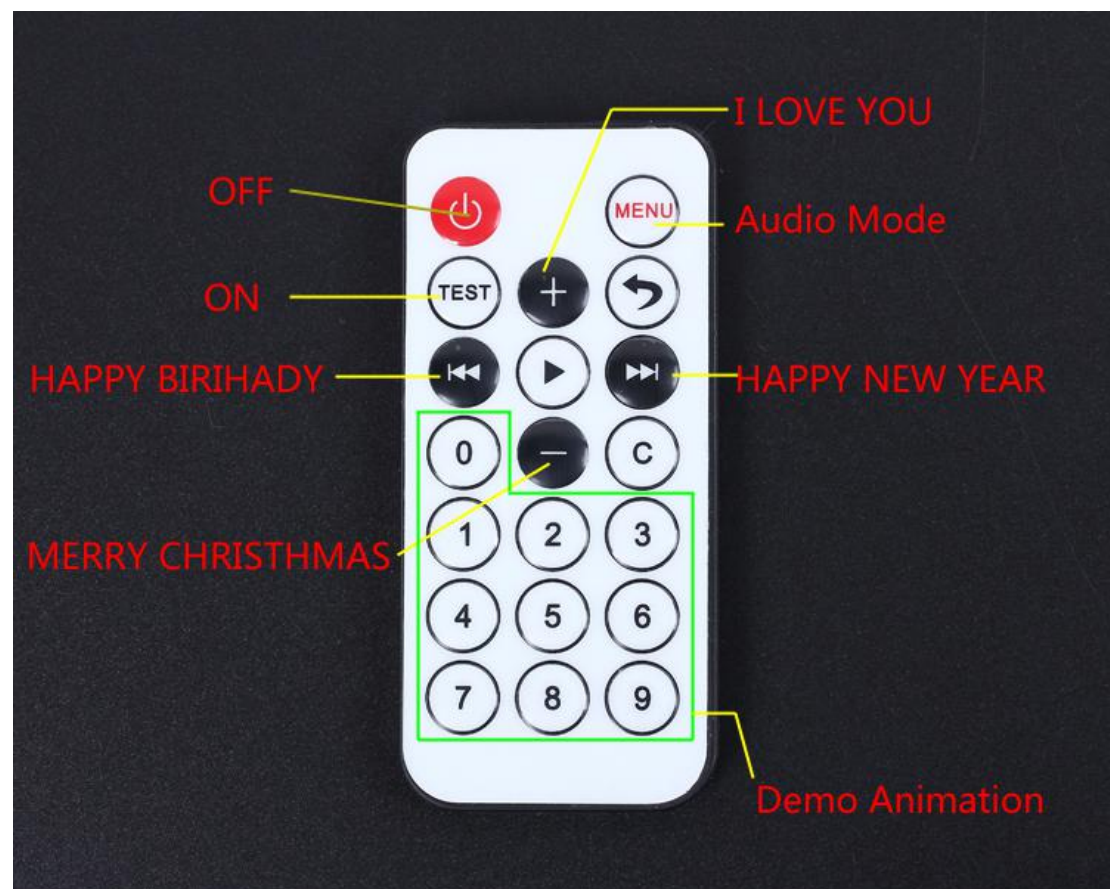 I LOVE YOU
OFF
MENU
Audio Mode
ON
TEST
+
HAPPY BIRIHADY
HAPPY NEW YEAR
0
−
C
MERRY CHRISTHMAS
1 2 3
4 5 6
7 8 9
Demo Animation